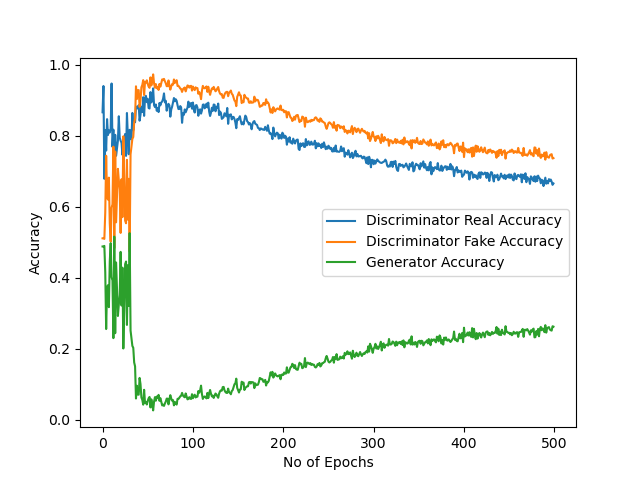 1.0
0.8
0.6
0.4
0.2
0.0
Accuracy
Discriminator Real Accuracy
Discriminator Fake Accuracy
Generator Accuracy
0 100 200 300 400 500
No of Epochs